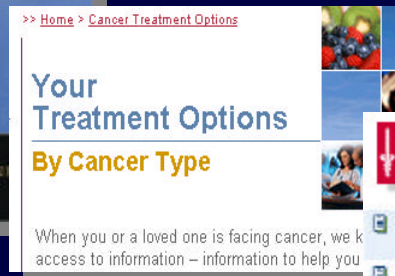 >> Home > Cancer Treatment Options
Your
Treatment Options
By Cancer Type
When you or a loved one is facing cancer, we k
access to information – information to help you